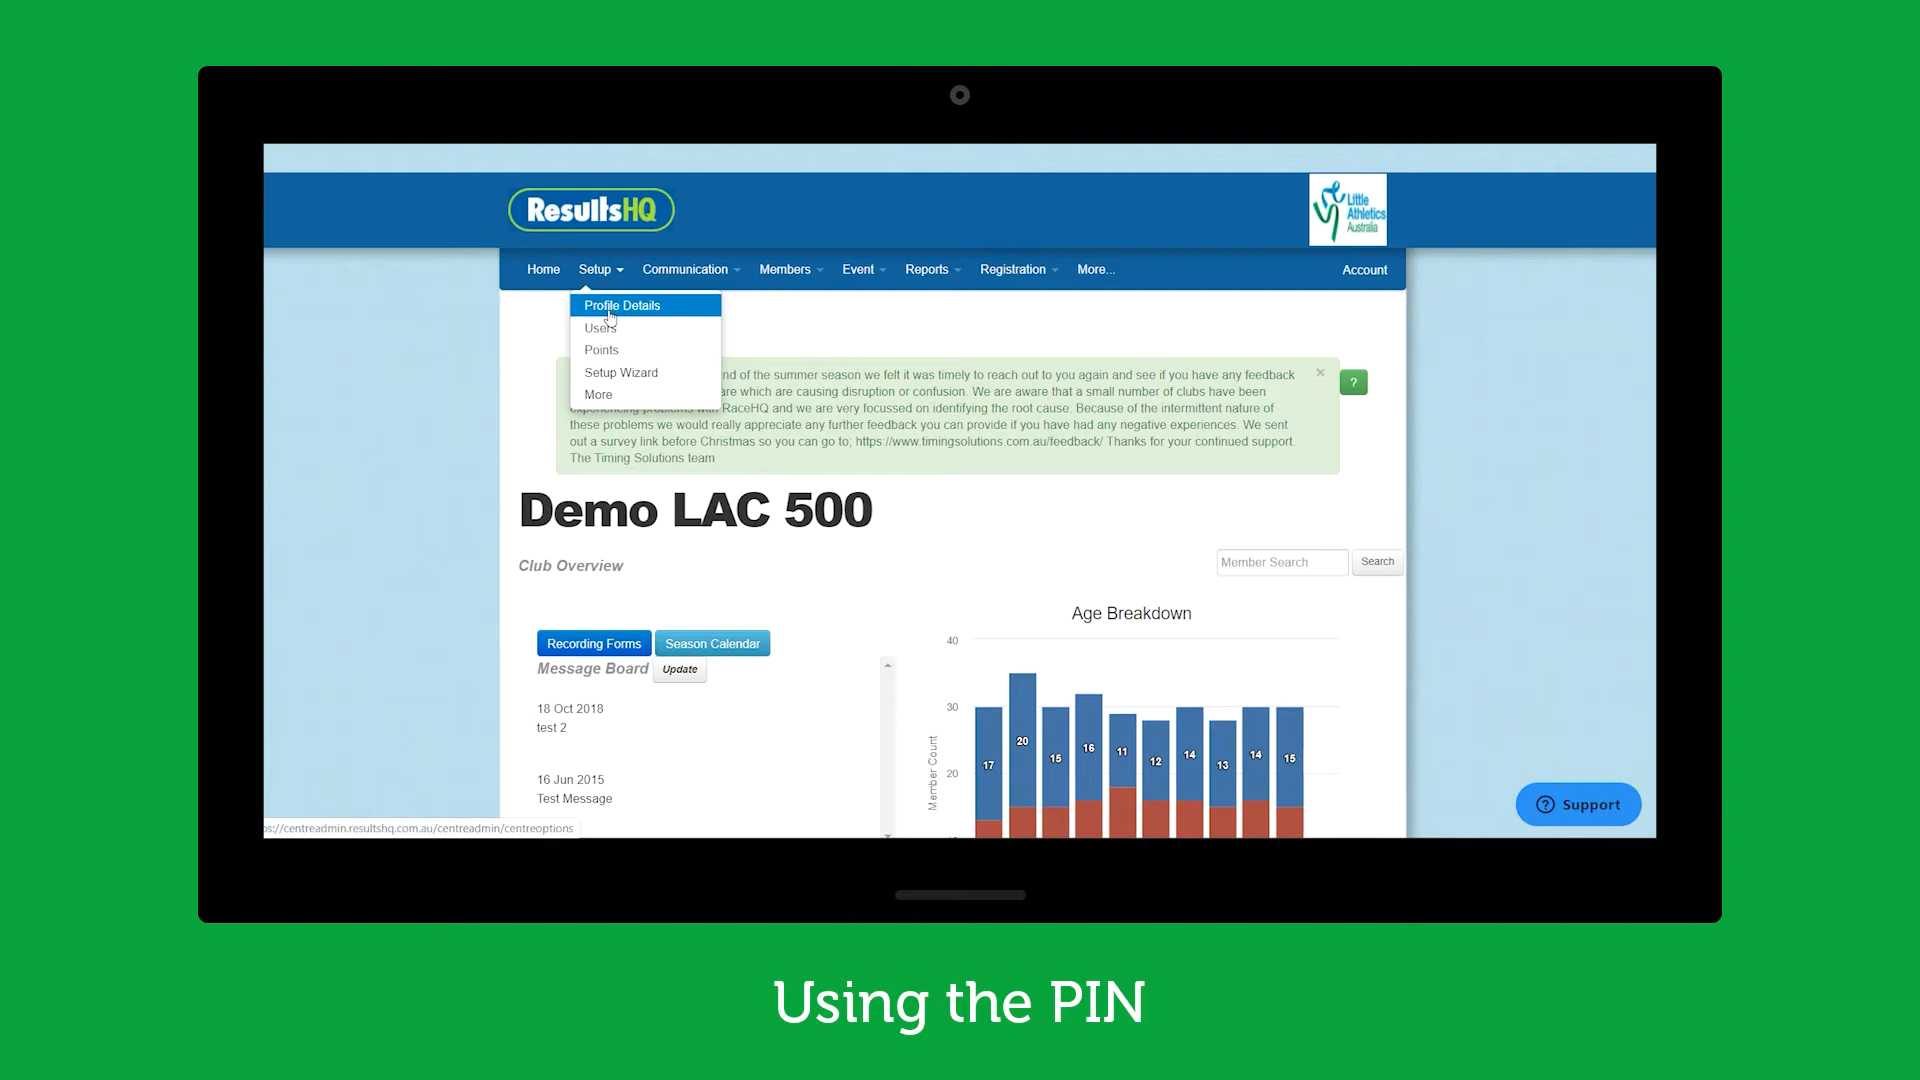 ResultsHQ
Little
Athletics
Australia
Home Setup Communication Members Event Reports Registration More... Account
Profile Details
Users
Points
Setup Wizard
More
nd of the summer season we felt it was timely to reach out to you again and see if you have any feedback
are which are causing disruption or confusion. We are aware that a small number of clubs have been
experiencing problems with RaceHQ and we are very focussed on identifying the root cause. Because of the intermittent nature of
these problems we would really appreciate any further feedback you can provide if you have had any negative experiences. We sent
out a survey link before Christmas so you can go to; https://www.timingsolutions.com.au/feedback/ Thanks for your continued support.
The Timing Solutions team
×
?
Demo LAC 500
Club Overview
Member Search Search
Recording Forms Season Calendar
Message Board Update
18 Oct 2018
test 2
16 Jun 2015
Test Message
Age Breakdown
40
30
20
Member Count
17 20 15 16 11 12 14 13 14 15
? Support
ps://centreadmin.resultshq.com.au/centreadmin/centreoptions
Using the PIN